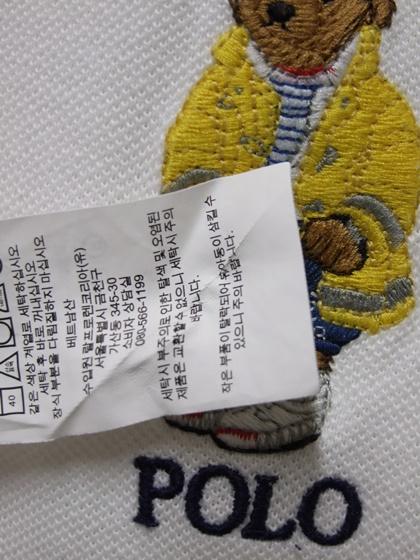 40
같은 색상 계열로 세탁하십시오
세탁 후 바로 꺼내십시오
장식 부분을 다림질하지 마십시오
베트남산
수입원 랄프로렌코리아(유)
서울특별시 금천구
가산동 345-30
소비자 상담실
080-566-1199
세탁시 부주의로 인한 탈색 및 오염된
제품은 교환할 수 없으니 세탁시 주의
바랍니다.
작은 부품이 탈락되어 유아동이 삼킬 수
있으니 주의 바랍니다.
POLO